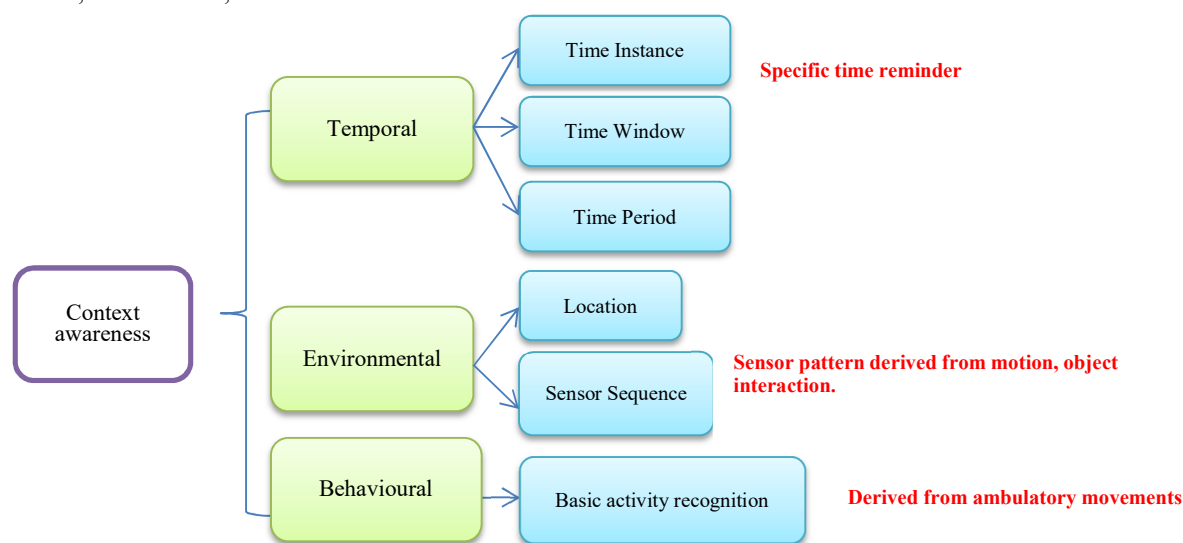 Time Instance
Specific time reminder
Temporal
Time Window
Time Period
Context
awareness
Location
Environmental
Sensor Sequence
Sensor pattern derived from motion, object
interaction.
Behavioural
Basic activity recognition
Derived from ambulatory movements